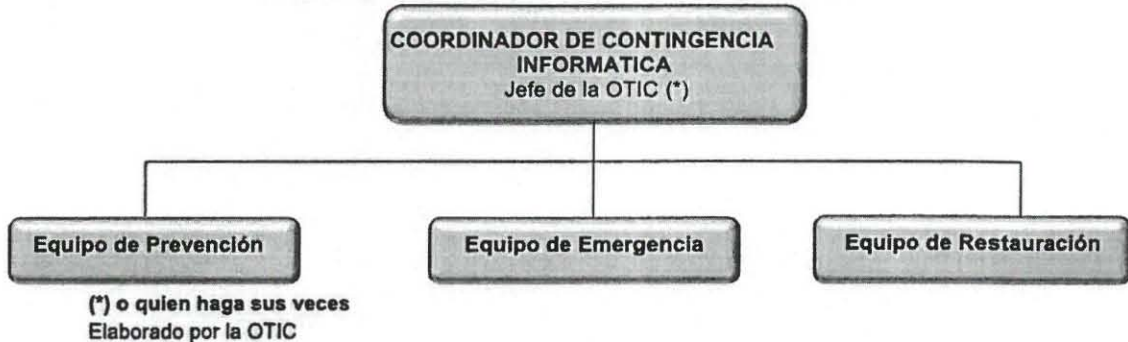 COORDINADOR DE CONTINGENCIA
INFORMATICA
Jefe de la OTIC (*)
Equipo de Prevención
Equipo de Emergencia
Equipo de Restauración
(*) o quien haga sus veces
Elaborado por la OTIC